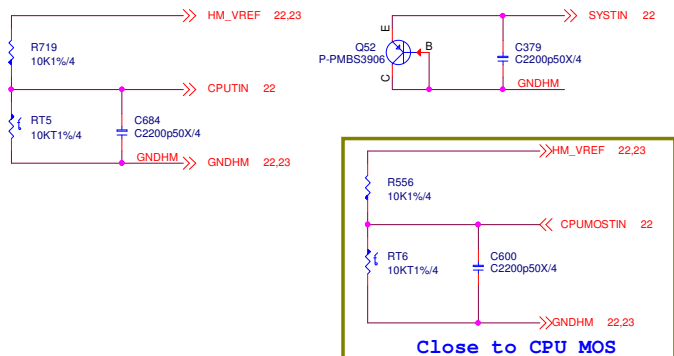 HM_VREF 22,23
R719
10K1%/4
CPUTIN 22
RT5
10KT1%/4
C684
C2200p50X/4
GNDHM
GNDHM 22,23
E
SYSTIN 22
Q52
P-PMBS3906
B
C
C379
C2200p50X/4
GNDHM
HM_VREF 22,23
R556
10K1%/4
CPUMOSTIN 22
RT6
10KT1%/4
C600
C2200p50X/4
GNDHM 22,23
Close to CPU MOS